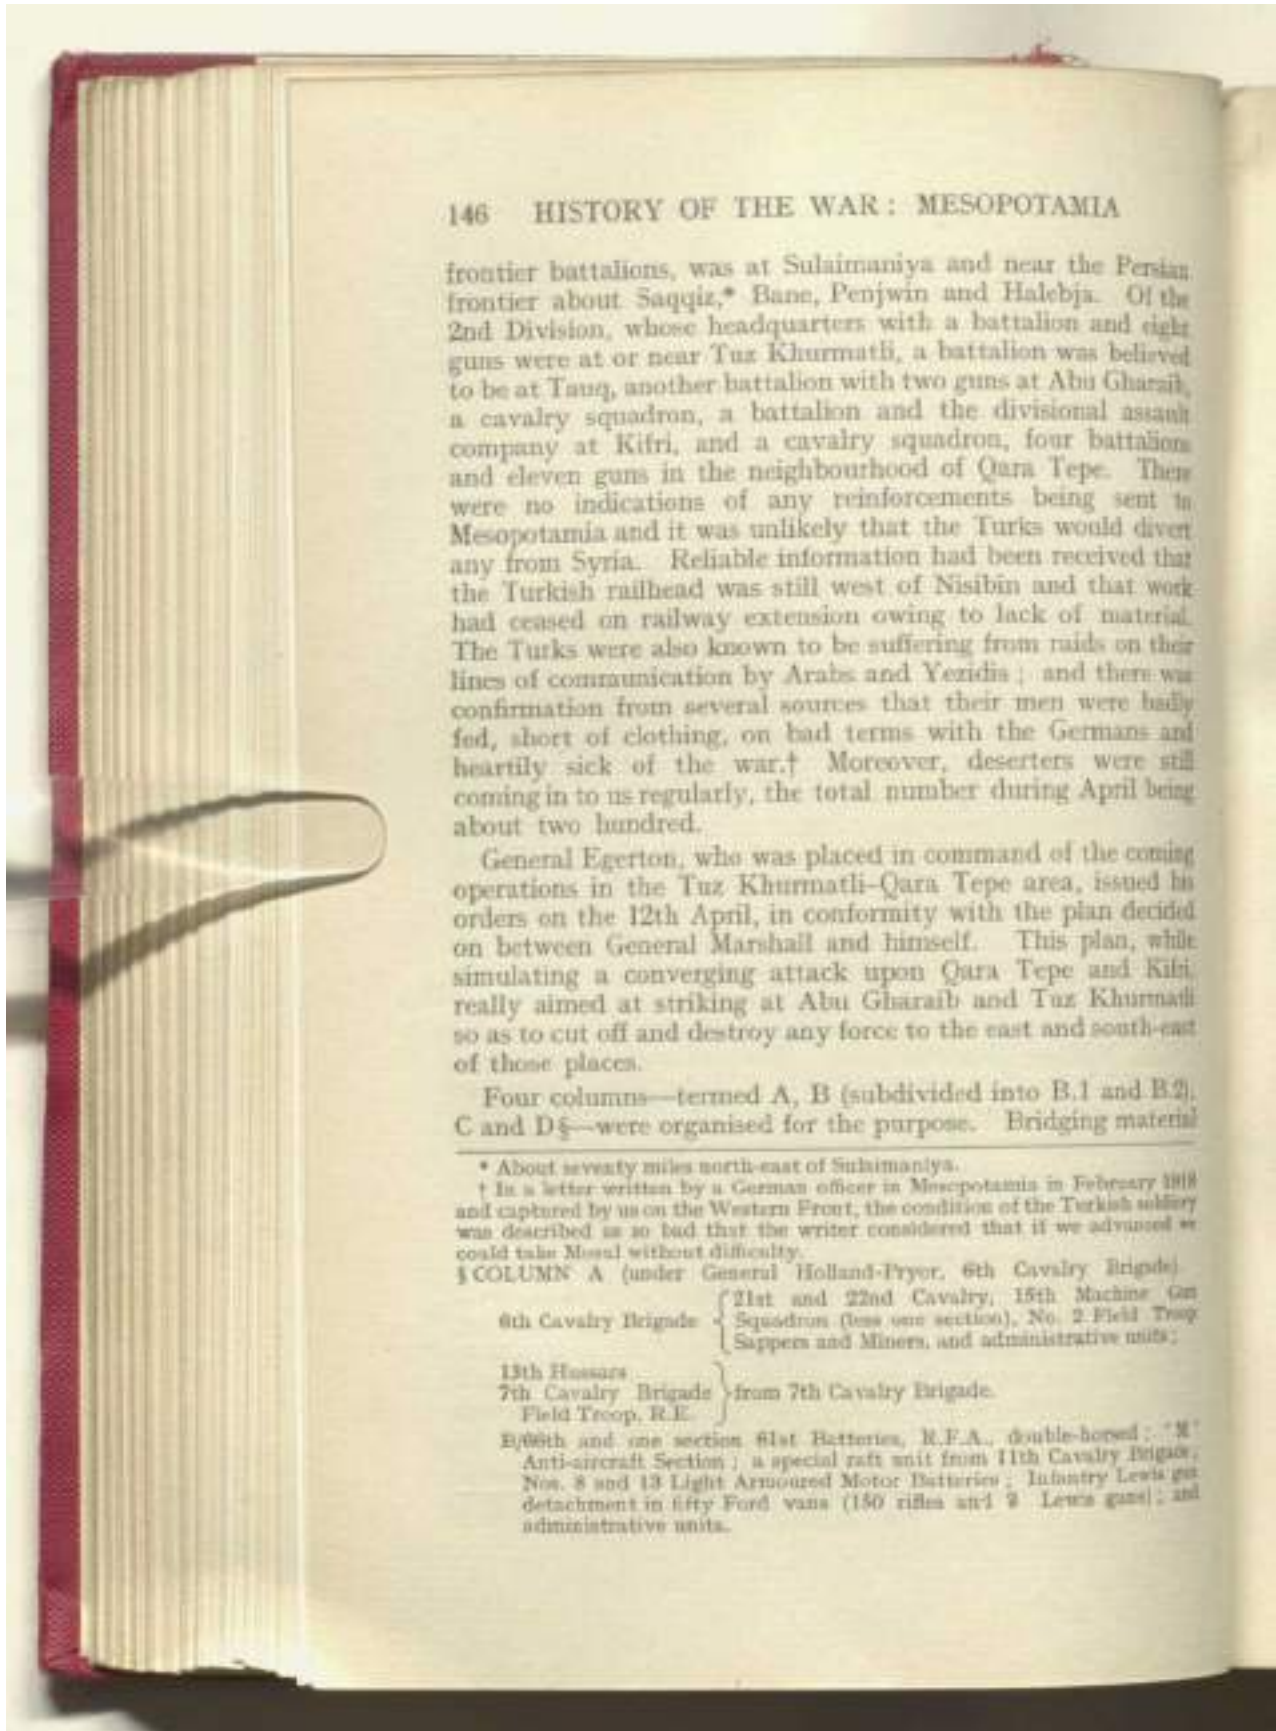 146 HISTORY OF THE WAR: MESOPOTAMIA
frontier battalions, was at Sulaimaniya and near the Persian
frontier about Saqqiz,* Bane, Penjwin and Halebja. Of the
2nd Division, whose headquarters with a battalion and eight
guns were at or near Tuz Khurmatli, a battalion was believed
to be at Tauq, another battalion with two guns at Abu Gharaib,
a cavalry squadron, a battalion and the divisional assault
company at Kifri, and a cavalry squadron, four battalions
and eleven guns in the neighbourhood of Qara Tepe. There
were no indications of any reinforcements being sent to
Mesopotamia and it was unlikely that the Turks would divert
any from Syria. Reliable information had been received that
the Turkish railhead was still west of Nisibin and that work
had ceased on railway extension owing to lack of material.
The Turks were also known to be suffering from raids on their
lines of communication by Arabs and Yezidis; and there was
confirmation from several sources that their men were badly
fed, short of clothing, on bad terms with the Germans and
heartily sick of the war.† Moreover, deserters were still
coming in to us regularly, the total number during April being
about two hundred.
General Egerton, who was placed in command of the coming
operations in the Tuz Khurmatli–Qara Tepe area, issued his
orders on the 12th April, in conformity with the plan decided
on between General Marshall and himself. This plan, while
simulating a converging attack upon Qara Tepe and Kifri,
really aimed at striking at Abu Gharaib and Tuz Khurmatli
so as to cut off and destroy any force to the east and south-east
of those places.
Four columns—termed A, B (subdivided into B.1 and B.2),
C and D§—were organised for the purpose. Bridging material
* About seventy miles north-east of Sulaimaniya.
† In a letter written by a German officer in Mesopotamia in February 1918
and captured by us on the Western Front, the condition of the Turkish soldiery
was described as so bad that the writer considered that if we advanced we
could take Mosul without difficulty.
§ COLUMN A (under General Holland-Pryor, 6th Cavalry Brigade)
6th Cavalry Brigade { 21st and 22nd Cavalry, 15th Machine Gun
Squadron (less one section), No. 2 Field Troop
Sappers and Miners, and administrative units;
13th Hussars
7th Cavalry Brigade } from 7th Cavalry Brigade.
Field Troop, R.E.
B/66th and one section 61st Batteries, R.F.A., double-horsed; "M"
Anti-aircraft Section; a special raft unit from 11th Cavalry Brigade,
Nos. 8 and 13 Light Armoured Motor Batteries; Infantry Lewis gun
detachment in fifty Ford vans (150 rifles and Lewis guns); and
administrative units.